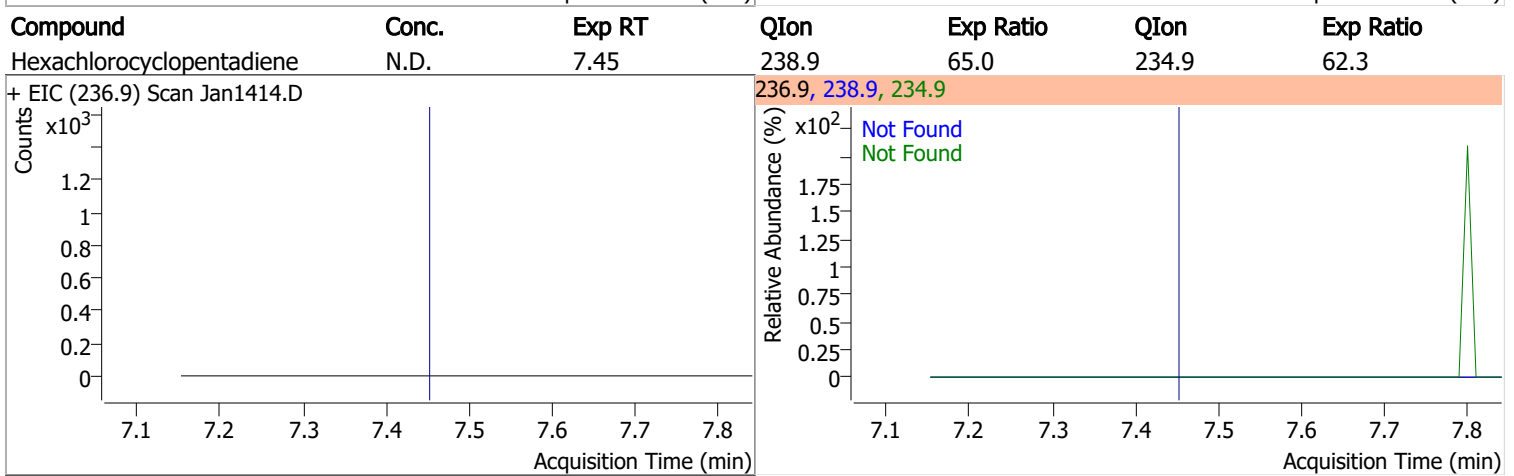 Compound Conc. Exp RT QIon Exp Ratio QIon Exp Ratio
Hexachlorocyclopentadiene N.D. 7.45 238.9 65.0 234.9 62.3
+ EIC (236.9) Scan Jan1414.D
Counts
x10³
1.2
1
0.8
0.6
0.4
0.2
0
7.1 7.2 7.3 7.4 7.5 7.6 7.7 7.8
Acquisition Time (min)
236.9, 238.9, 234.9
Relative Abundance (%)
x10²
Not Found
Not Found
1.75
1.5
1.25
1
0.75
0.5
0.25
0
7.1 7.2 7.3 7.4 7.5 7.6 7.7 7.8
Acquisition Time (min)